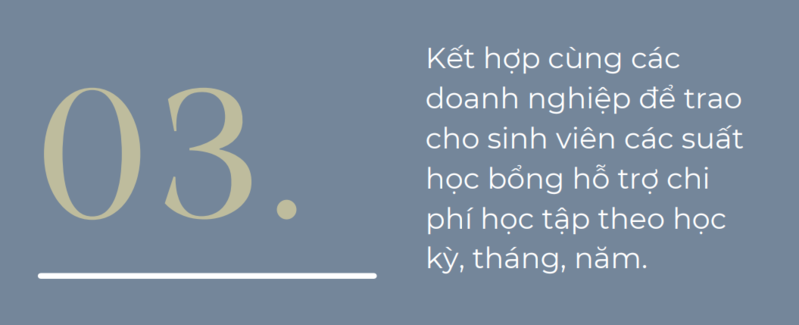 03.
Kết hợp cùng các
doanh nghiệp để trao
cho sinh viên các suất
học bổng hỗ trợ chi
phí học tập theo học
kỳ, tháng, năm.